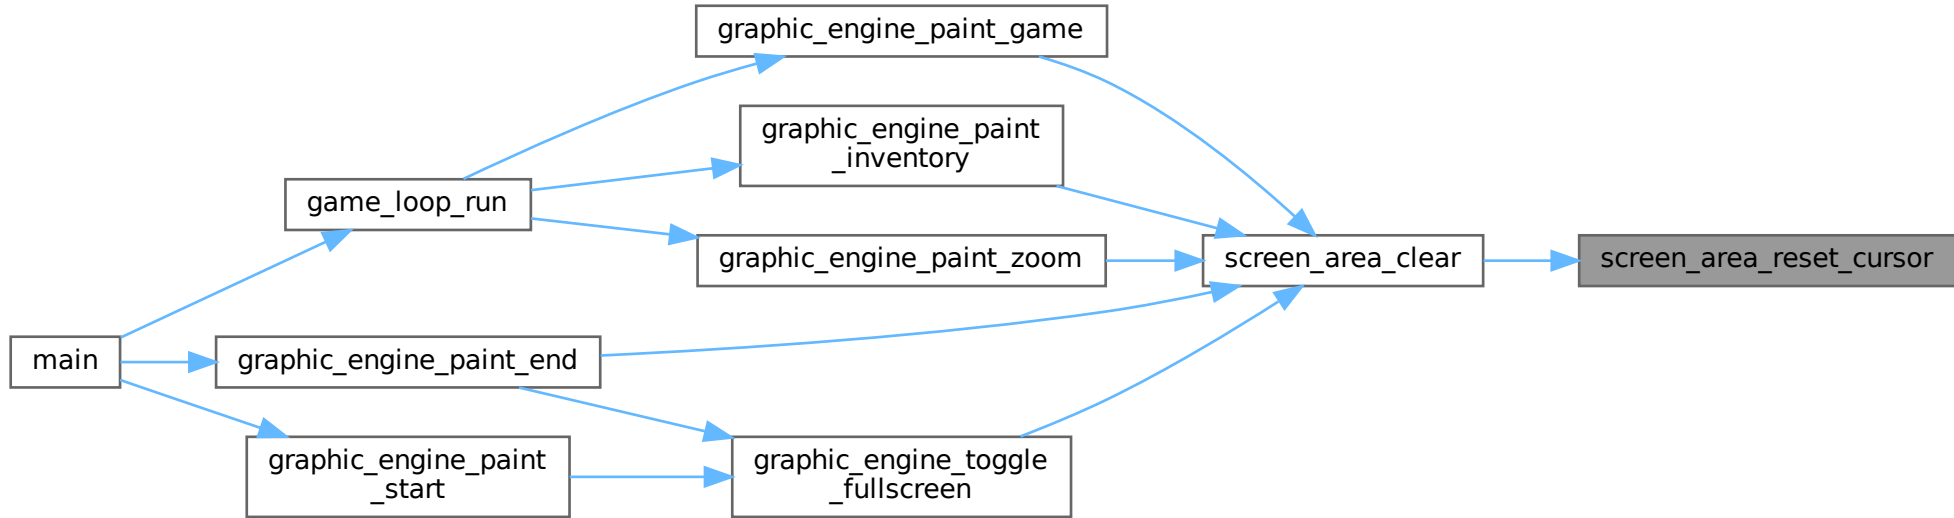 graphic_engine_paint_game
graphic_engine_paint
_inventory
game_loop_run
graphic_engine_paint_zoom
screen_area_clear
screen_area_reset_cursor
main
graphic_engine_paint_end
graphic_engine_paint
_start
graphic_engine_toggle
_fullscreen